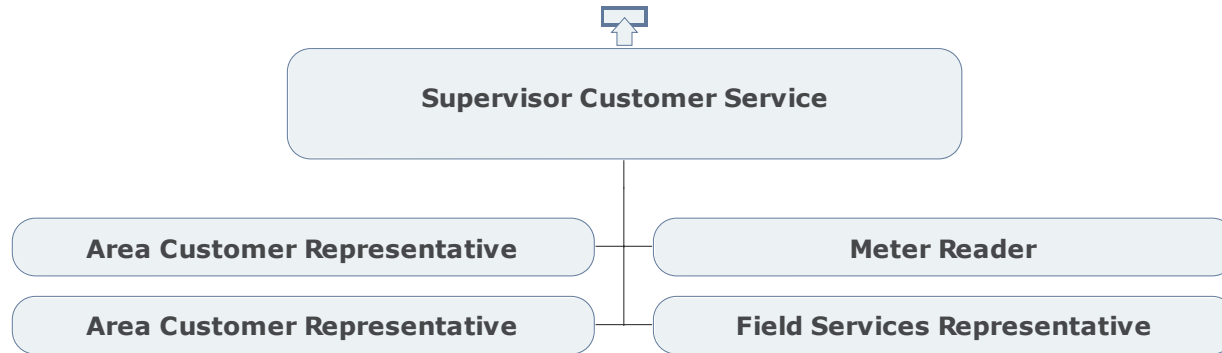 Supervisor Customer Service
Area Customer Representative
Meter Reader
Area Customer Representative
Field Services Representative